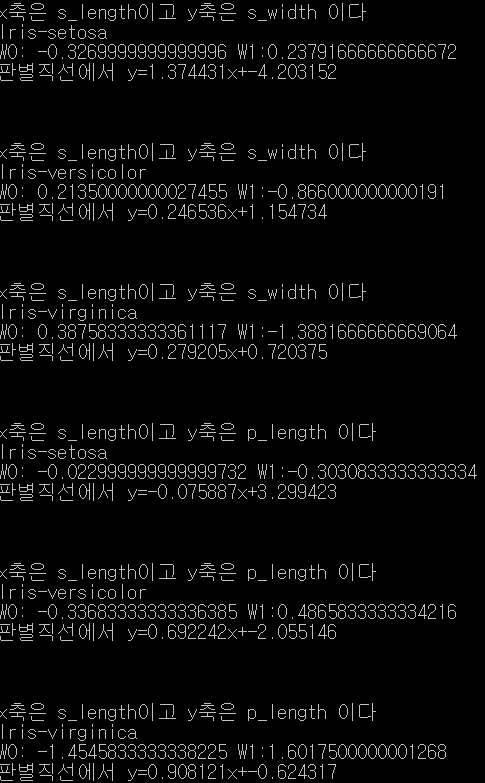 x축은 s_length이고 y축은 s_width 이다
Iris-setosa
W0: -0.3269999999999996 W1:0.23791666666666672
판별직선에서 y=1.374431x+-4.203152
x축은 s_length이고 y축은 s_width 이다
Iris-versicolor
W0: 0.21350000000027455 W1:-0.866000000000191
판별직선에서 y=0.246536x+1.154734
x축은 s_length이고 y축은 s_width 이다
Iris-virginica
W0: 0.38758333333361117 W1:-1.3881666666669064
판별직선에서 y=0.279205x+0.720375
x축은 s_length이고 y축은 p_length 이다
Iris-setosa
W0: -0.022999999999999732 W1:-0.3030833333333334
판별직선에서 y=-0.075887x+3.299423
x축은 s_length이고 y축은 p_length 이다
Iris-versicolor
W0: -0.33683333333336385 W1:0.4865833333334216
판별직선에서 y=0.692242x+-2.055146
x축은 s_length이고 y축은 p_length 이다
Iris-virginica
W0: -1.4545833333338225 W1:1.6017500000001268
판별직선에서 y=0.908121x+-0.624317